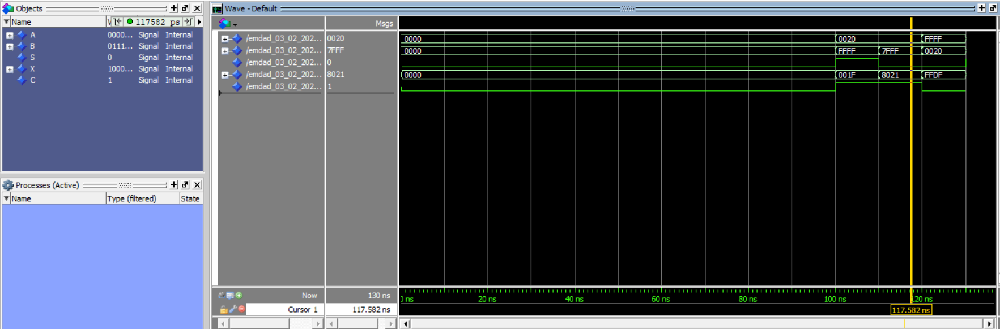 Objects
Name V 117582 ps
A 0000... Signal Internal
B 0111... Signal Internal
S 0 Signal Internal
X 1000... Signal Internal
C 1 Signal Internal
Processes (Active)
Name Type (filtered) State
Wave - Default
Msgs
/emdad_03_02_202... 0020 0000 0020 FFFF
/emdad_03_02_202... 7FFF 0000 FFFF 7FFF 0020
/emdad_03_02_202... 0
/emdad_03_02_202... 8021 0000 001F 8021 FFDF
/emdad_03_02_202... 1
Now 130 ns
ns 20 ns 40 ns 60 ns 80 ns 100 ns 120 ns
Cursor 1 117.582 ns
117.582 ns